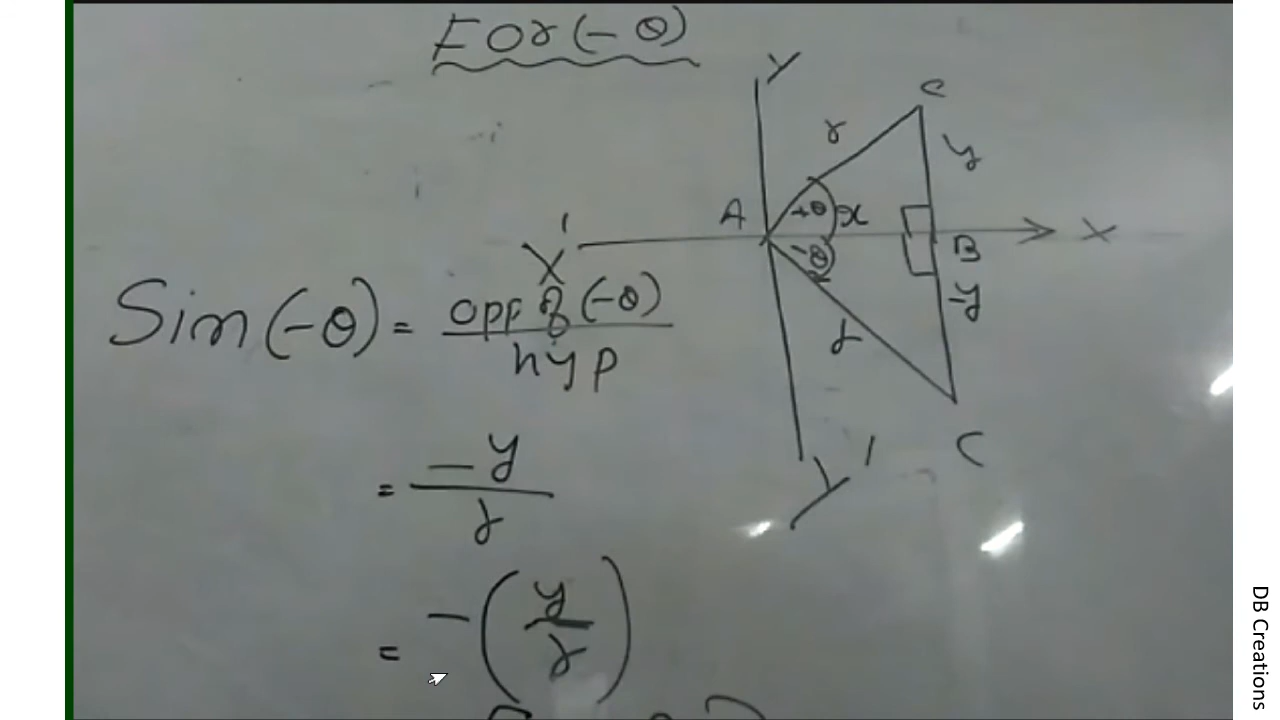 For (-θ)
Y
C
r
y
A
+θ
x
X'
X
-θ
B
-y
r
C
Y'
Sin(-θ) = opp of (-θ) / hyp
= -y / r
= -(y / r)
DB Creations